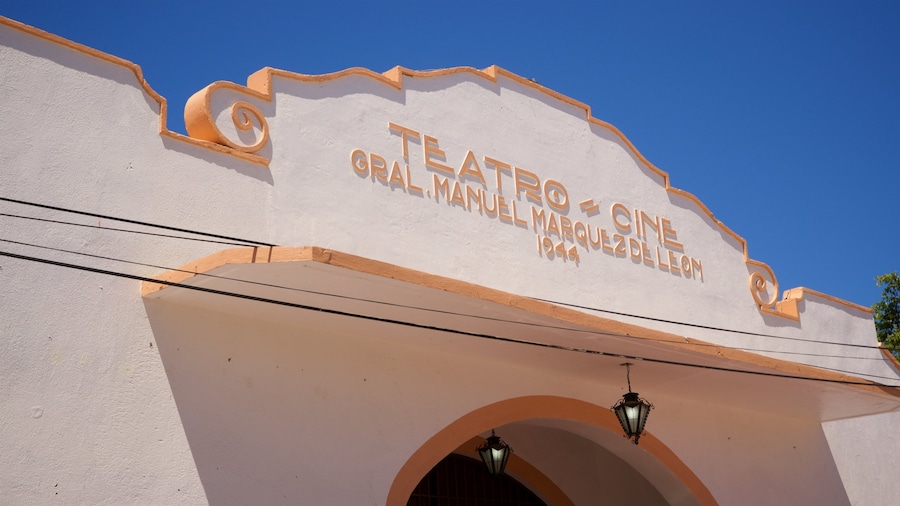 TEATRO = CINE
GRAL. MANUEL MARQUEZ DE LEON
1944